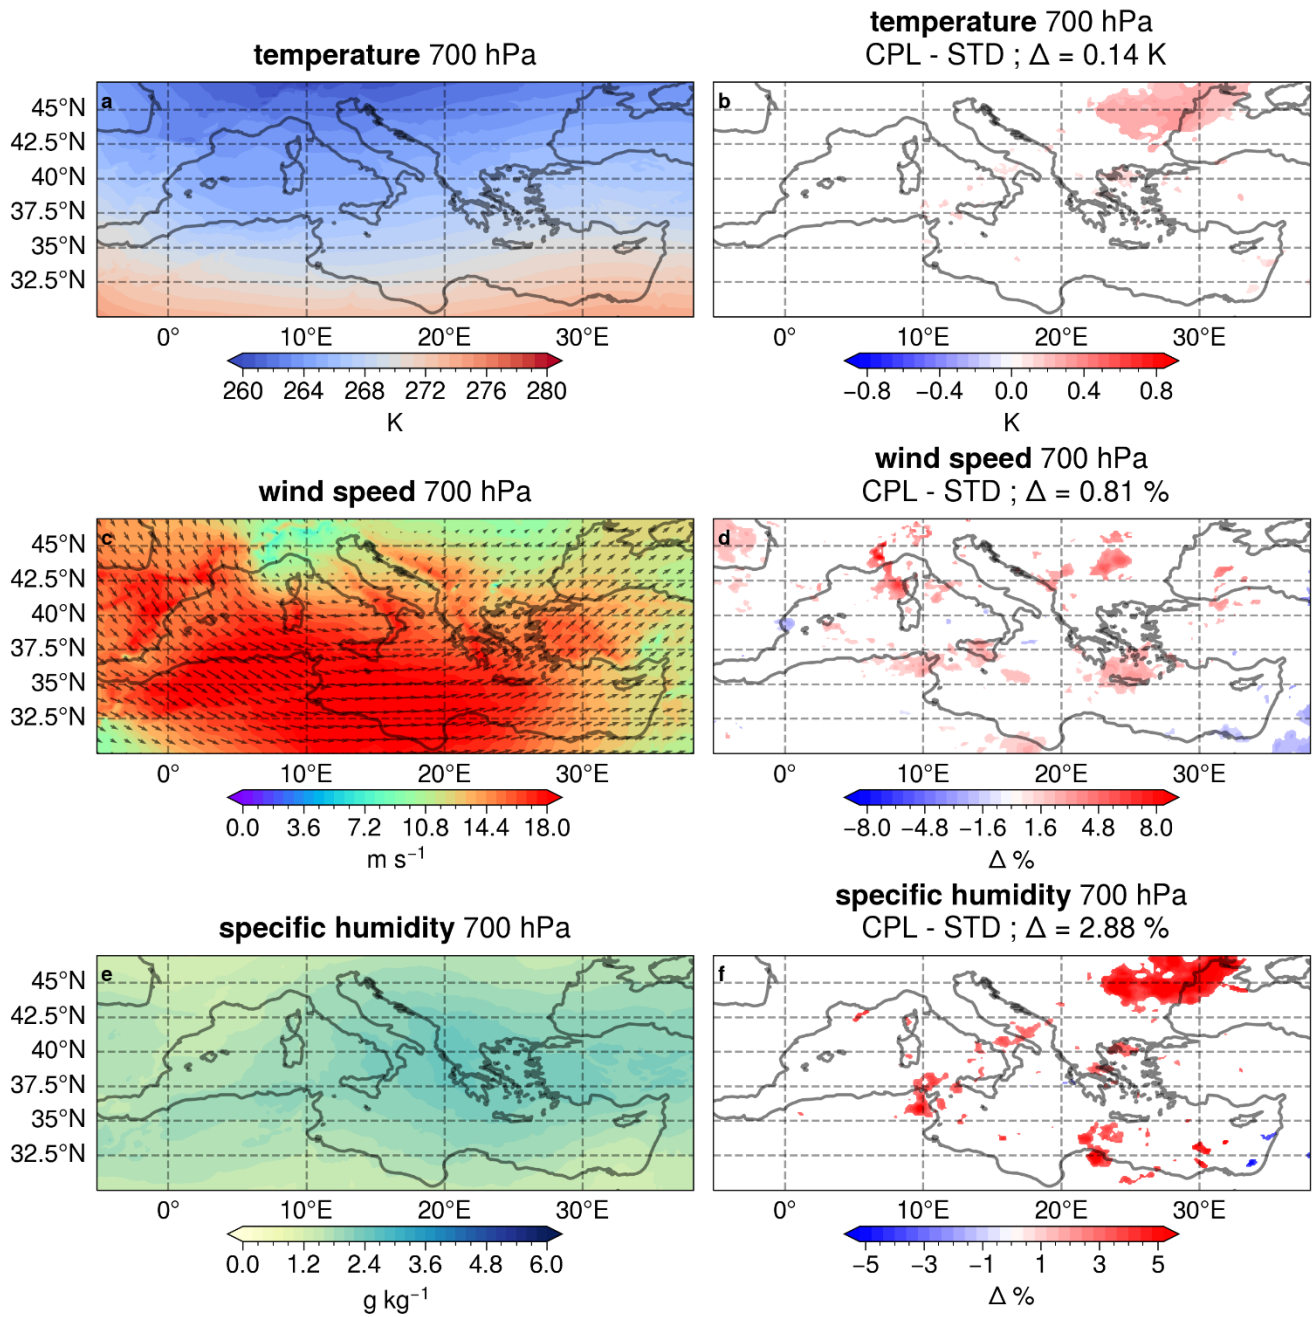 temperature 700 hPa
temperature 700 hPa
CPL - STD ; Δ = 0.14 K
a
45°N
42.5°N
40°N
37.5°N
35°N
32.5°N
0° 10°E 20°E 30°E
260 264 268 272 276 280
K
b
0° 10°E 20°E 30°E
−0.8 −0.4 0.0 0.4 0.8
K
wind speed 700 hPa
wind speed 700 hPa
CPL - STD ; Δ = 0.81 %
c
45°N
42.5°N
40°N
37.5°N
35°N
32.5°N
0° 10°E 20°E 30°E
0.0 3.6 7.2 10.8 14.4 18.0
m s⁻¹
d
0° 10°E 20°E 30°E
−8.0 −4.8 −1.6 1.6 4.8 8.0
Δ %
specific humidity 700 hPa
specific humidity 700 hPa
CPL - STD ; Δ = 2.88 %
e
45°N
42.5°N
40°N
37.5°N
35°N
32.5°N
0° 10°E 20°E 30°E
0.0 1.2 2.4 3.6 4.8 6.0
g kg⁻¹
f
0° 10°E 20°E 30°E
−5 −3 −1 1 3 5
Δ %